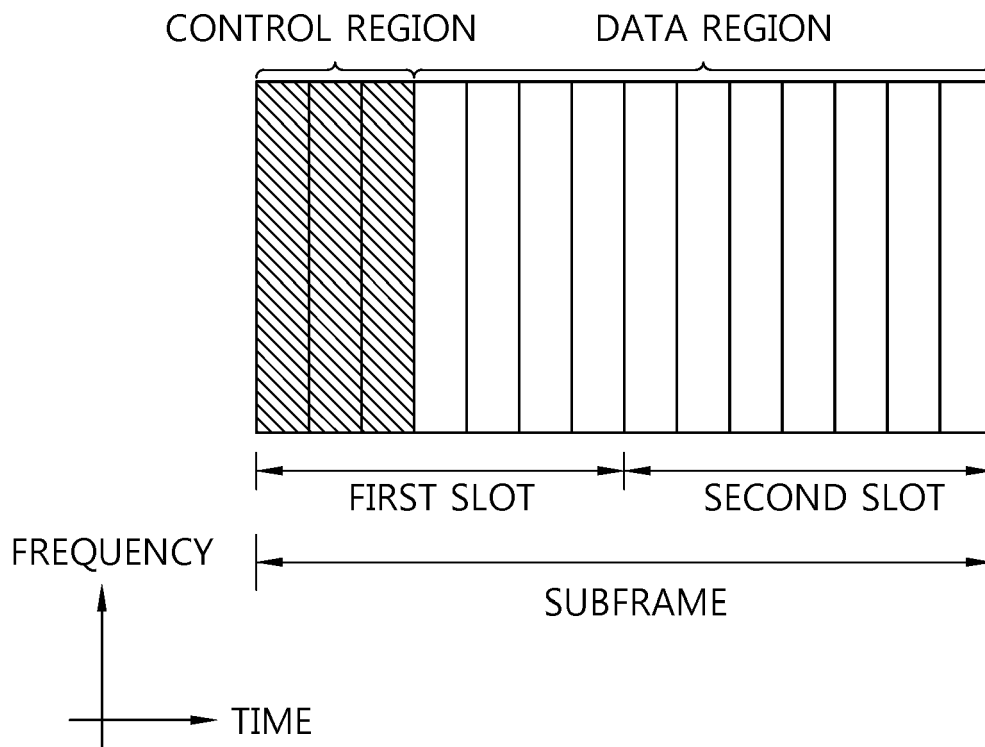 CONTROL REGION
DATA REGION
FIRST SLOT
SECOND SLOT
FREQUENCY
SUBFRAME
TIME